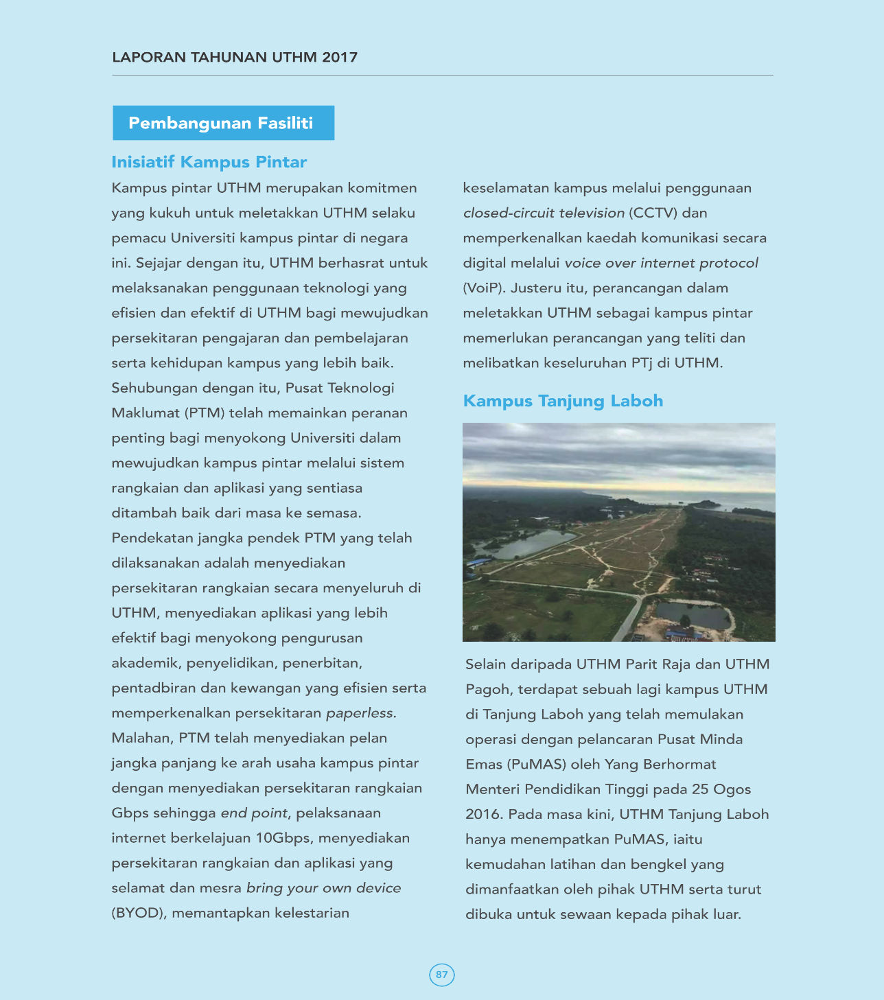 LAPORAN TAHUNAN UTHM 2017
Pembangunan Fasiliti
Inisiatif Kampus Pintar
Kampus pintar UTHM merupakan komitmen
yang kukuh untuk meletakkan UTHM selaku
pemacu Universiti kampus pintar di negara
ini. Sejajar dengan itu, UTHM berhasrat untuk
melaksanakan penggunaan teknologi yang
efisien dan efektif di UTHM bagi mewujudkan
persekitaran pengajaran dan pembelajaran
serta kehidupan kampus yang lebih baik.
Sehubungan dengan itu, Pusat Teknologi
Maklumat (PTM) telah memainkan peranan
penting bagi menyokong Universiti dalam
mewujudkan kampus pintar melalui sistem
rangkaian dan aplikasi yang sentiasa
ditambah baik dari masa ke semasa.
Pendekatan jangka pendek PTM yang telah
dilaksanakan adalah menyediakan
persekitaran rangkaian secara menyeluruh di
UTHM, menyediakan aplikasi yang lebih
efektif bagi menyokong pengurusan
akademik, penyelidikan, penerbitan,
pentadbiran dan kewangan yang efisien serta
memperkenalkan persekitaran paperless.
Malahan, PTM telah menyediakan pelan
jangka panjang ke arah usaha kampus pintar
dengan menyediakan persekitaran rangkaian
Gbps sehingga end point, pelaksanaan
internet berkelajuan 10Gbps, menyediakan
persekitaran rangkaian dan aplikasi yang
selamat dan mesra bring your own device
(BYOD), memantapkan kelestarian
keselamatan kampus melalui penggunaan
closed-circuit television (CCTV) dan
memperkenalkan kaedah komunikasi secara
digital melalui voice over internet protocol
(VoiP). Justeru itu, perancangan dalam
meletakkan UTHM sebagai kampus pintar
memerlukan perancangan yang teliti dan
melibatkan keseluruhan PTj di UTHM.
Kampus Tanjung Laboh
Selain daripada UTHM Parit Raja dan UTHM
Pagoh, terdapat sebuah lagi kampus UTHM
di Tanjung Laboh yang telah memulakan
operasi dengan pelancaran Pusat Minda
Emas (PuMAS) oleh Yang Berhormat
Menteri Pendidikan Tinggi pada 25 Ogos
2016. Pada masa kini, UTHM Tanjung Laboh
hanya menempatkan PuMAS, iaitu
kemudahan latihan dan bengkel yang
dimanfaatkan oleh pihak UTHM serta turut
dibuka untuk sewaan kepada pihak luar.
87